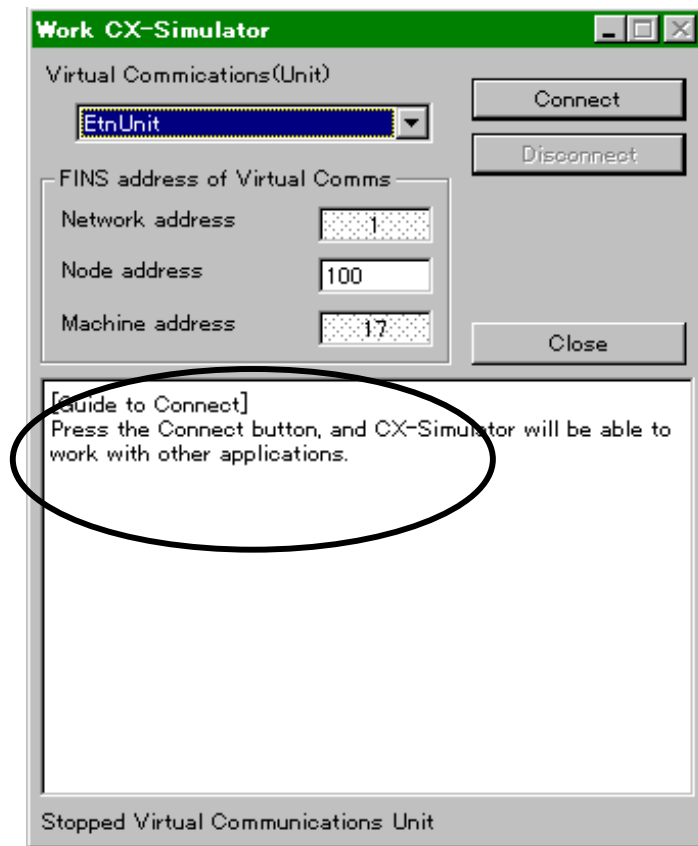 Work CX-Simulator
Virtual Commications(Unit)
EtnUnit
Connect
Disconnect
FINS address of Virtual Comms
Network address 1
Node address 100
Machine address 17
Close
[Guide to Connect]
Press the Connect button, and CX-Simulator will be able to
work with other applications.
Stopped Virtual Communications Unit